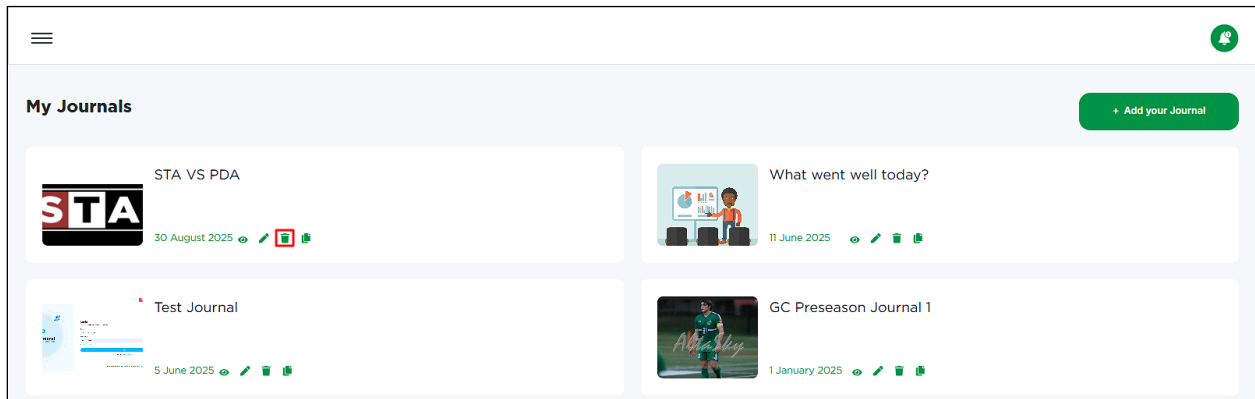 My Journals
+ Add your Journal
STA VS PDA
STA
30 August 2025
What went well today?
11 June 2025
Test Journal
5 June 2025
GC Preseason Journal 1
1 January 2025